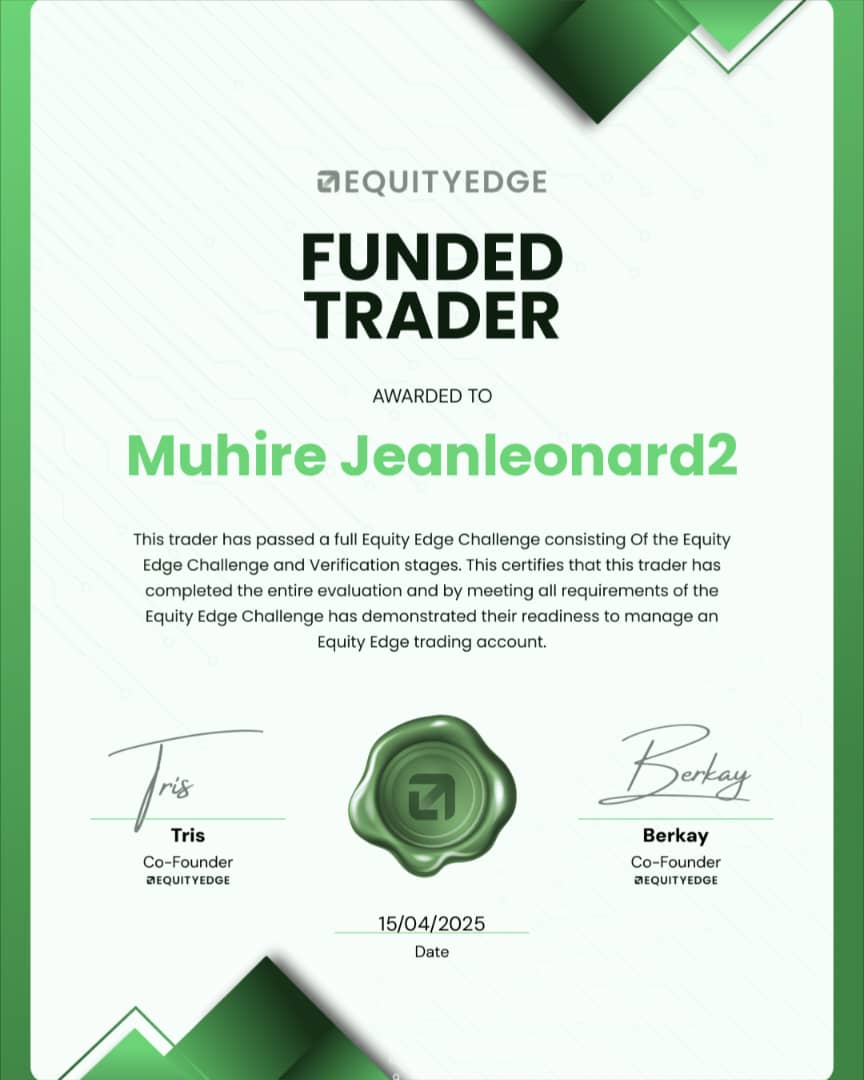 EQUITYEDGE
FUNDED
TRADER
AWARDED TO
Muhire Jeanleonard2
This trader has passed a full Equity Edge Challenge consisting Of the Equity
Edge Challenge and Verification stages. This certifies that this trader has
completed the entire evaluation and by meeting all requirements of the
Equity Edge Challenge has demonstrated their readiness to manage an
Equity Edge trading account.
Tris
Berkay
Tris
Berkay
Co-Founder
Co-Founder
EQUITYEDGE
EQUITYEDGE
15/04/2025
Date